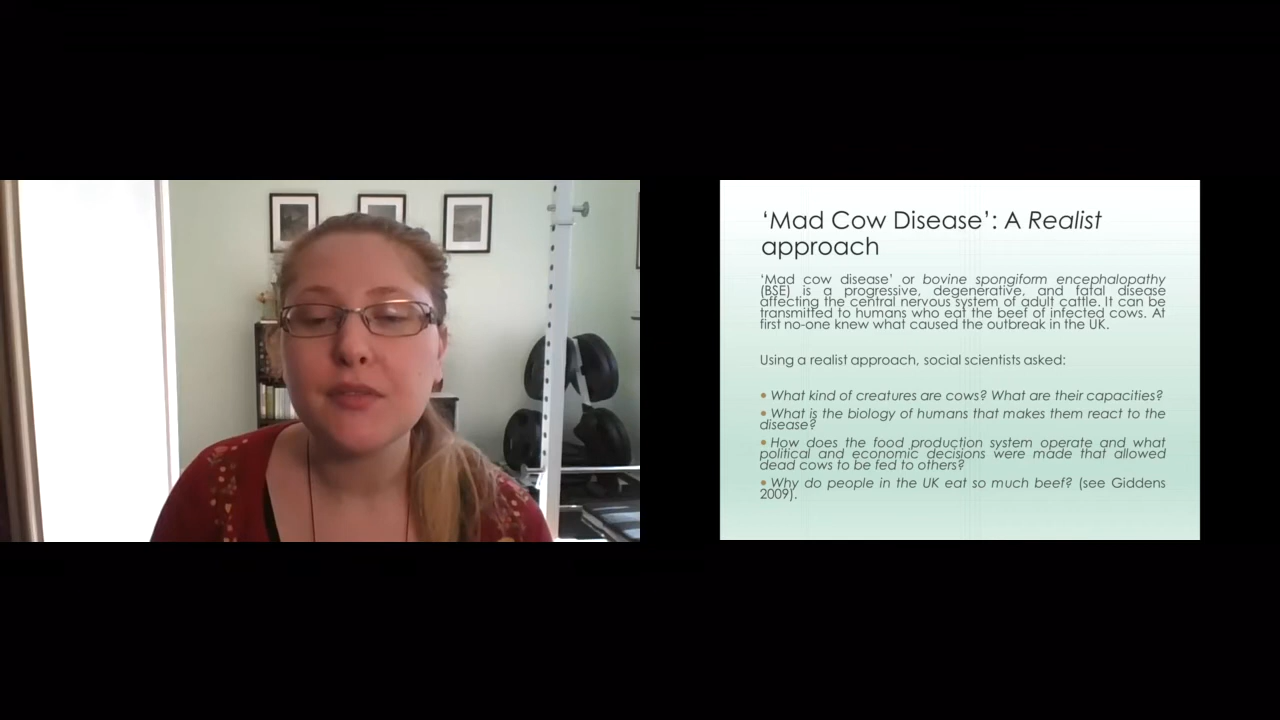 ‘Mad Cow Disease’: A Realist
approach
‘Mad cow disease’ or bovine spongiform encephalopathy
(BSE) is a progressive, degenerative, and fatal disease
affecting the central nervous system of adult cattle. It can be
transmitted to humans who eat the beef of infected cows. At
first no-one knew what caused the outbreak in the UK.
Using a realist approach, social scientists asked:
• What kind of creatures are cows? What are their capacities?
• What is the biology of humans that makes them react to the
disease?
• How does the food production system operate and what
political and economic decisions were made that allowed
dead cows to be fed to others?
• Why do people in the UK eat so much beef? (see Giddens
2009).